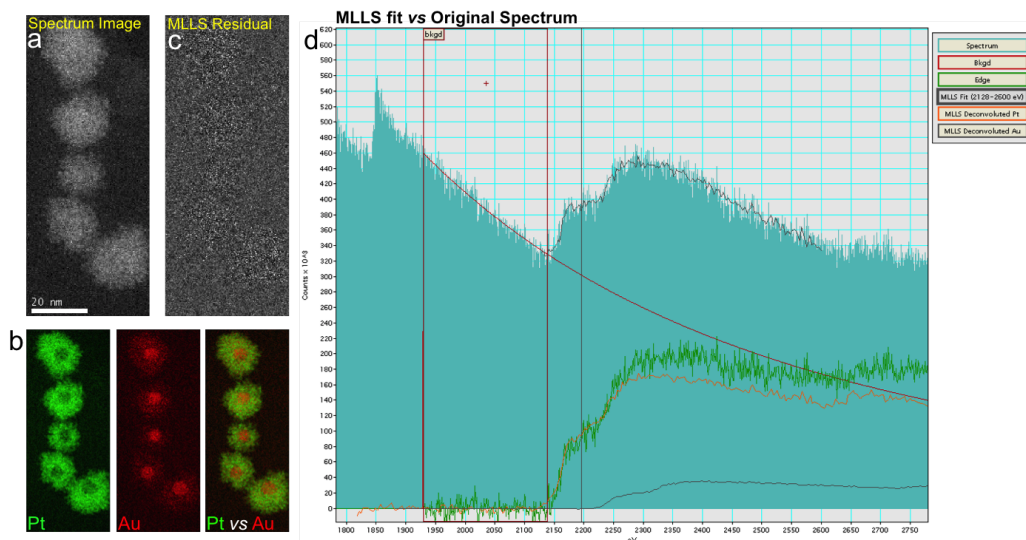 Spectrum Image
a
20 nm
MLLS Residual
c
b
Pt
Au
Pt vs Au
MLLS fit vs Original Spectrum
d
bkgd
Counts x 10^3
620
600
580
560
540
520
500
480
460
440
420
400
380
360
340
320
300
280
260
240
220
200
180
160
140
120
100
80
60
40
20
0
1800 1850 1900 1950 2000 2050 2100 2150 2200 2250 2300 2350 2400 2450 2500 2550 2600 2650 2700 2750
eV
Spectrum
Bkgd
Edge
MLLS Fit (2128-2600 eV)
MLLS Deconvoluted Pt
MLLS Deconvoluted Au